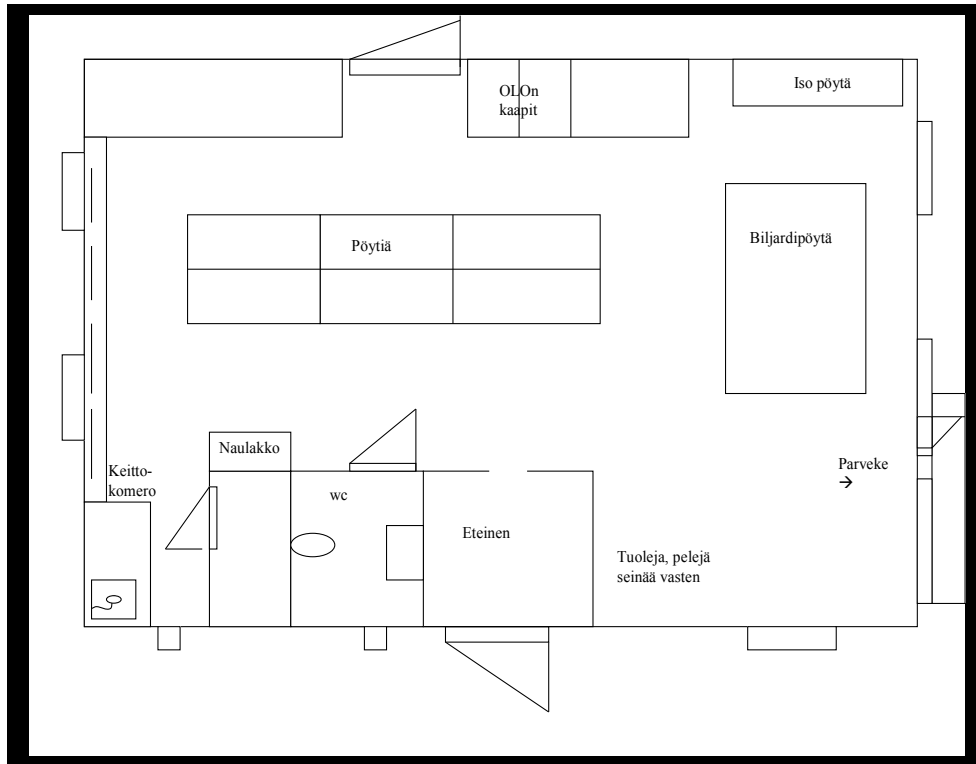 OLOn
kaapit
Iso pöytä
Pöytiä
Biljardipöytä
Naulakko
Keitto-
komero
wc
Eteinen
Parveke
→
Tuoleja, pelejä
seinää vasten